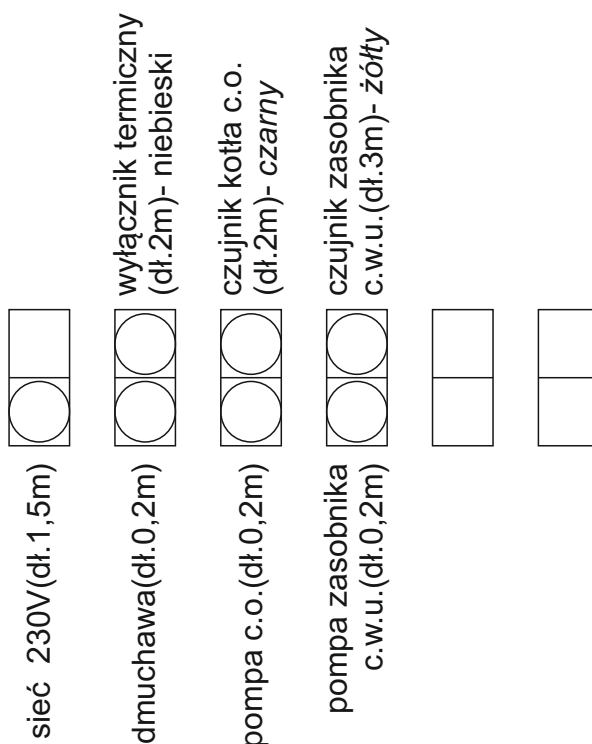 wyłącznik termiczny
(dł.2m)- niebieski
czujnik kotła c.o.
(dł.2m)- czarny
czujnik zasobnika
c.w.u.(dł.3m)- żółty
sieć 230V(dł.1,5m)
dmuchawa(dł.0,2m)
pompa c.o.(dł.0,2m)
pompa zasobnika
c.w.u.(dł.0,2m)